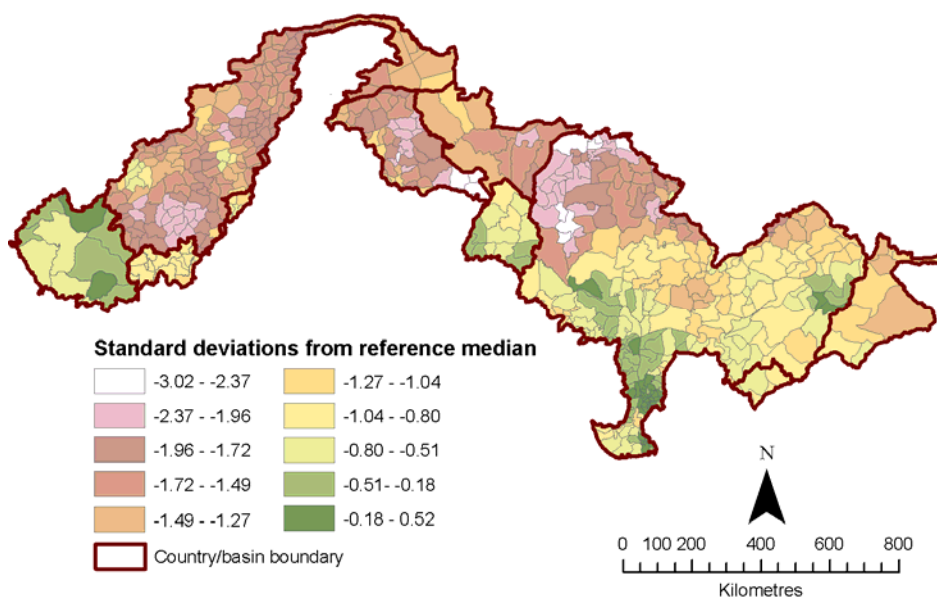 Standard deviations from reference median
-3.02 - -2.37
-2.37 - -1.96
-1.96 - -1.72
-1.72 - -1.49
-1.49 - -1.27
Country/basin boundary
-1.27 - -1.04
-1.04 - -0.80
-0.80 - -0.51
-0.51- -0.18
-0.18 - 0.52
N
0 100 200 400 600 800
Kilometres